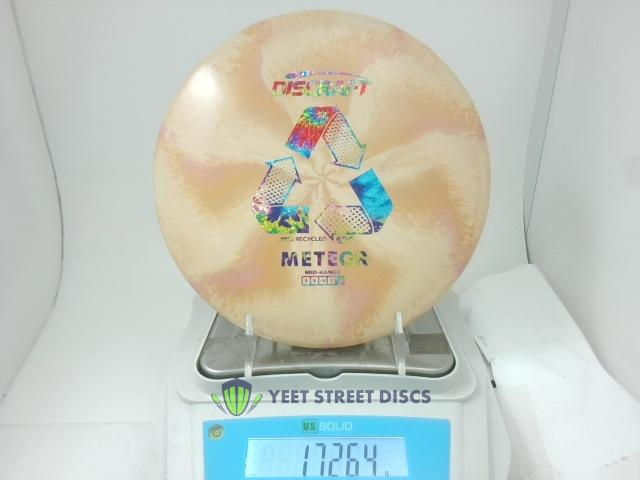 DISCRAFT
RECYCLED
METEOR
MID-RANGE
YEET STREET DISCS
US SOLID
172.64 g